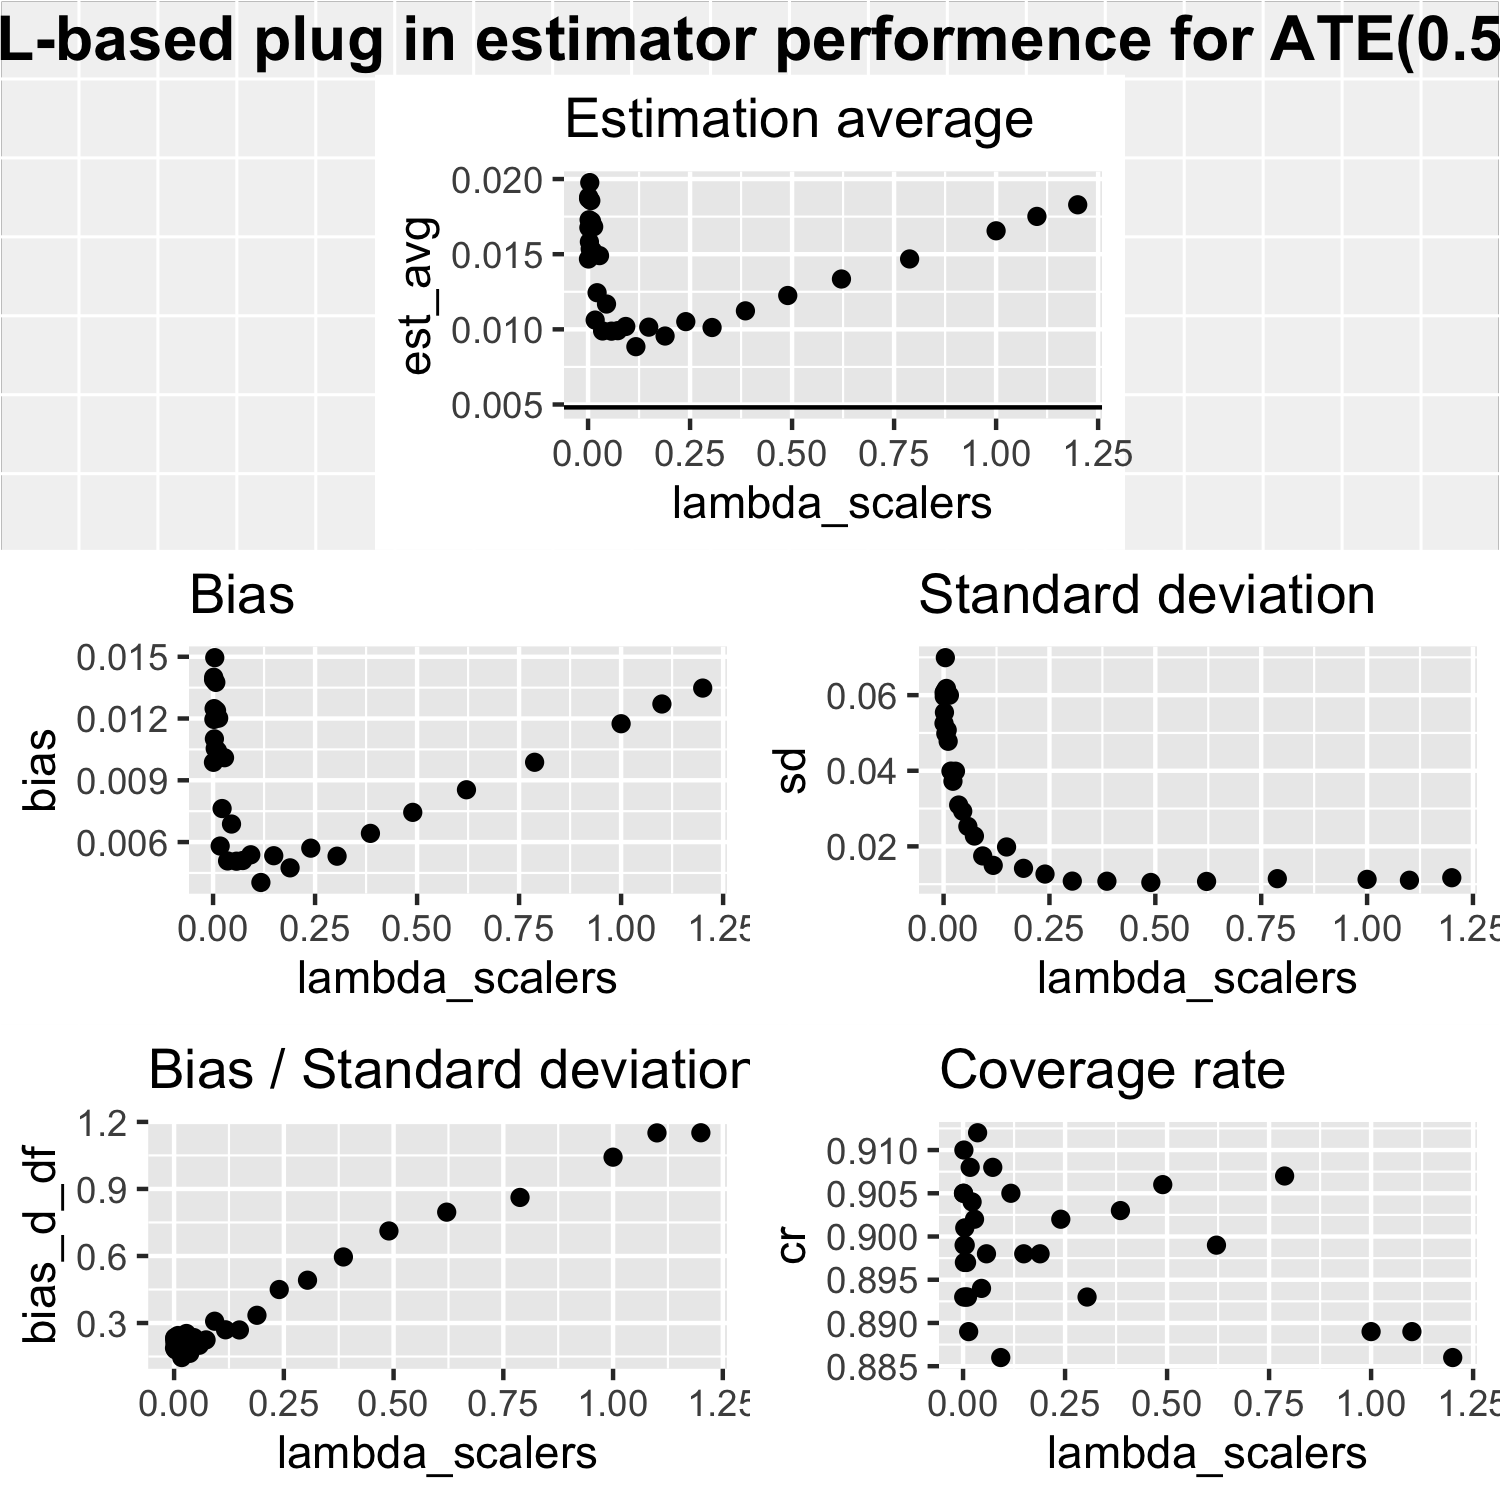 L-based plug in estimator performence for ATE(0.5
Estimation average
est_avg
0.020
0.015
0.010
0.005
0.00 0.25 0.50 0.75 1.00 1.25
lambda_scalers
Bias
bias
0.015
0.012
0.009
0.006
0.00 0.25 0.50 0.75 1.00 1.25
lambda_scalers
Standard deviation
sd
0.06
0.04
0.02
0.00 0.25 0.50 0.75 1.00 1.25
lambda_scalers
Bias / Standard deviation
bias_d_df
1.2
0.9
0.6
0.3
0.00 0.25 0.50 0.75 1.00 1.25
lambda_scalers
Coverage rate
cr
0.910
0.905
0.900
0.895
0.890
0.885
0.00 0.25 0.50 0.75 1.00 1.25
lambda_scalers